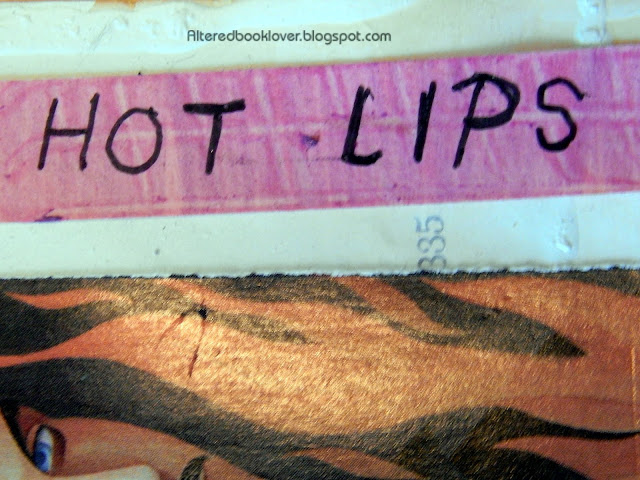 Alteredbooklover.blogspot.com
HOT LIPS
335